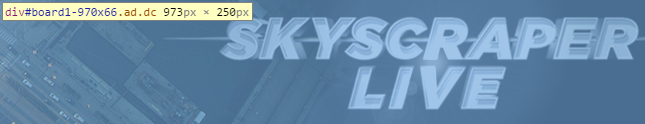 div#board1-970x66.ad.dc 973px × 250px
SKYSCRAPER
LIVE